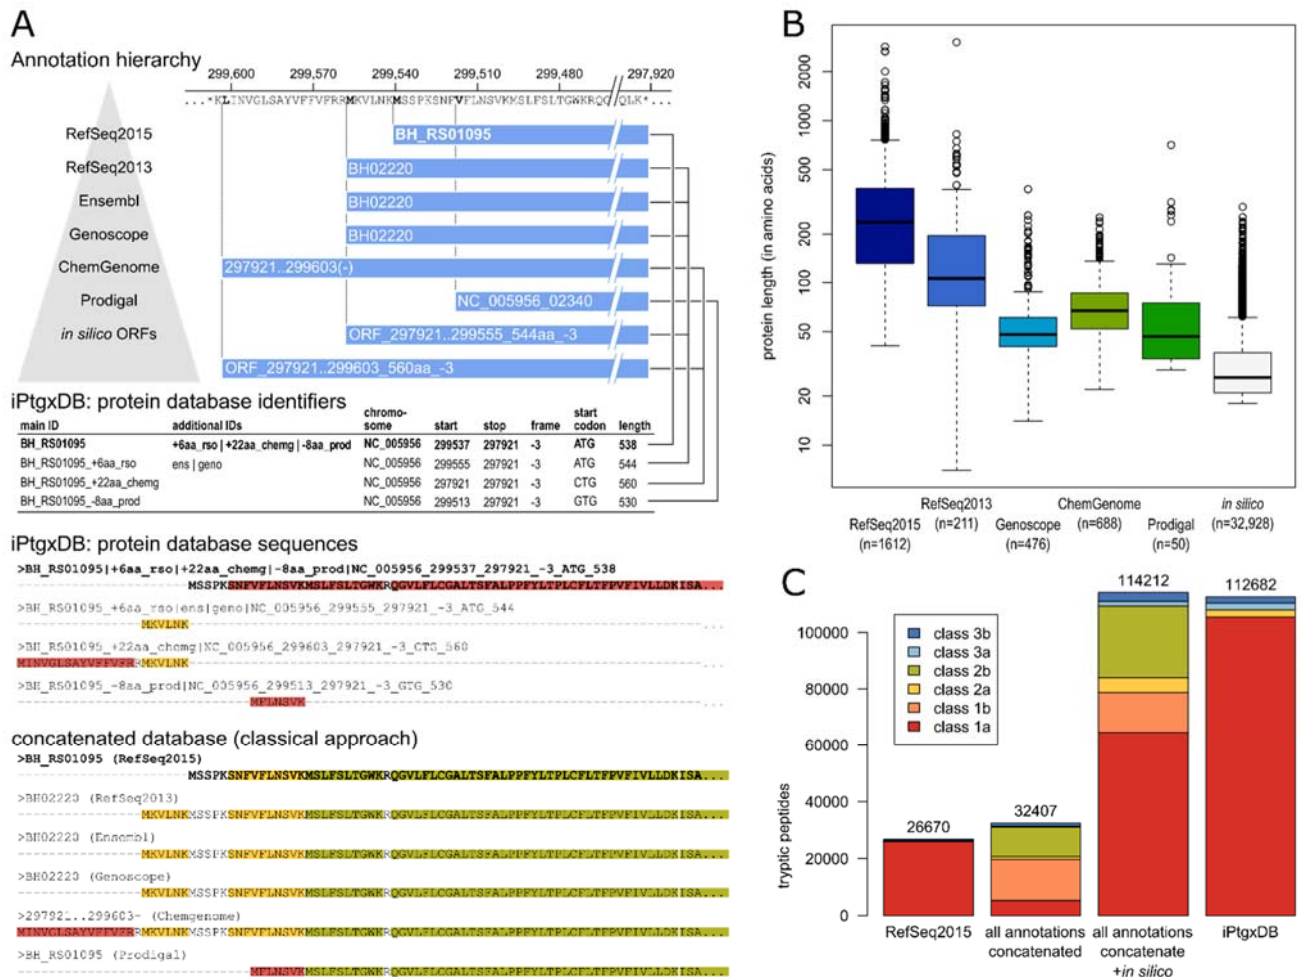 A
Annotation hierarchy
299,600 299,570 299,540 299,510 299,480 297,920
...*KLINVGLSAYVFFVFRRMKVLNKMSSPKSNFVFLNSVKMSLFSLTGWKRQG QLK*...
RefSeq2015 BH_RS01095
RefSeq2013 BH02220
Ensembl BH02220
Genoscope BH02220
ChemGenome 297921..299603(-)
Prodigal NC_005956_02340
in silico ORFs ORF_297921..299555_544aa_-3
ORF_297921..299603_560aa_-3
iPtgxDB: protein database identifiers
main ID additional IDs chromo-some start stop frame start codon length
BH_RS01095 +6aa_rso | +22aa_chemg | -8aa_prod NC_005956 299537 297921 -3 ATG 538
BH_RS01095_+6aa_rso ens | geno NC_005956 299555 297921 -3 ATG 544
BH_RS01095_+22aa_chemg NC_005956 297921 297921 -3 CTG 560
BH_RS01095_-8aa_prod NC_005956 299513 297921 -3 GTG 530
iPtgxDB: protein database sequences
>BH_RS01095|+6aa_rso|+22aa_chemg|-8aa_prod|NC_005956_299537_297921_-3_ATG_538
MSSPKSNFVFLNSVKMSLFSLTGWKRQGVLFLCGALTSFALPPFYLTPLCFLTFPVFIVLLDKISA...
>BH_RS01095_+6aa_rso|ens|geno|NC_005956_299555_297921_-3_ATG_544
MKVLNK ...
>BH_RS01095_+22aa_chemg|NC_005956_299603_297921_-3_CTG_560
MINVGLSAYVFFVFRRMKVLNK ...
>BH_RS01095_-8aa_prod|NC_005956_299513_297921_-3_GTG_530
MFLNSVK ...
concatenated database (classical approach)
>BH_RS01095 (RefSeq2015)
MSSPKSNFVFLNSVKMSLFSLTGWKRQGVLFLCGALTSFALPPFYLTPLCFLTFPVFIVLLDKISA...
>BH02220 (RefSeq2013)
MKVLNKMSSPKSNFVFLNSVKMSLFSLTGWKRQGVLFLCGALTSFALPPFYLTPLCFLTFPVFIVLLDKISA...
>BH02220 (Ensembl)
MKVLNKMSSPKSNFVFLNSVKMSLFSLTGWKRQGVLFLCGALTSFALPPFYLTPLCFLTFPVFIVLLDKISA...
>BH02220 (Genoscope)
MKVLNKMSSPKSNFVFLNSVKMSLFSLTGWKRQGVLFLCGALTSFALPPFYLTPLCFLTFPVFIVLLDKISA...
>297921..299603- (Chemgenome)
MINVGLSAYVFFVFRRMKVLNKMSSPKSNFVFLNSVKMSLFSLTGWKRQGVLFLCGALTSFALPPFYLTPLCFLTFPVFIVLLDKISA...
>BH_RS01095 (Prodigal)
MFLNSVKMSLFSLTGWKRQGVLFLCGALTSFALPPFYLTPLCFLTFPVFIVLLDKISA...
B
protein length (in amino acids)
2000
1000
500
200
100
50
20
10
RefSeq2015 (n=1612)
RefSeq2013 (n=211)
Genoscope (n=476)
ChemGenome (n=688)
Prodigal (n=50)
in silico (n=32,928)
C
tryptic peptides
100000
80000
60000
40000
20000
0
class 3b
class 3a
class 2b
class 2a
class 1b
class 1a
26670
32407
114212
112682
RefSeq2015
all annotations concatenated
all annotations concatenate +in silico
iPtgxDB